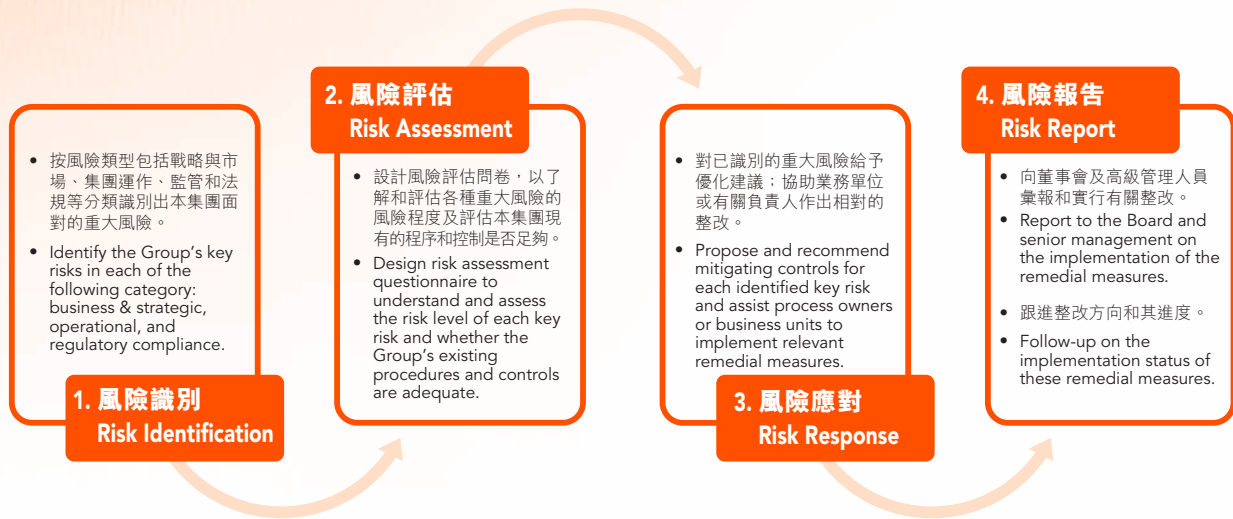 • 按風險類型包括戰略與市
場、集團運作、監管和法
規等分類識別出本集團面
對的重大風險。
• Identify the Group’s key
risks in each of the
following category:
business & strategic,
operational, and
regulatory compliance.
1. 風險識別
Risk Identification
2. 風險評估
Risk Assessment
• 設計風險評估問卷，以了
解和評估各種重大風險的
風險程度及評估本集團現
有的程序和控制是否足夠。
• Design risk assessment
questionnaire to
understand and assess
the risk level of each key
risk and whether the
Group’s existing
procedures and controls
are adequate.
• 對已識別的重大風險給予
優化建議；協助業務單位
或有關負責人作出相對的
整改。
• Propose and recommend
mitigating controls for
each identified key risk
and assist process owners
or business units to
implement relevant
remedial measures.
3. 風險應對
Risk Response
4. 風險報告
Risk Report
• 向董事會及高級管理人員
彙報和實行有關整改。
• Report to the Board and
senior management on
the implementation of the
remedial measures.
• 跟進整改方向和其進度。
• Follow-up on the
implementation status of
these remedial measures.